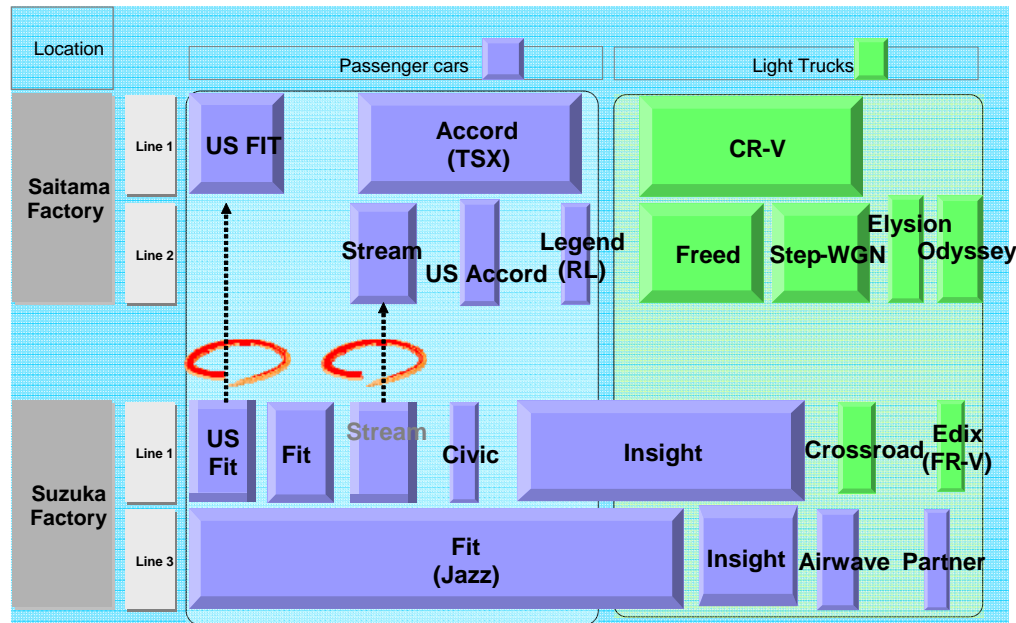 Location
Passenger cars
Light Trucks
Saitama
Factory
Line 1
US FIT
Accord
(TSX)
CR-V
Line 2
Stream
US Accord
Legend
(RL)
Freed
Step-WGN
Elysion
Odyssey
Suzuka
Factory
Line 1
US
Fit
Fit
Stream
Civic
Insight
Crossroad
Edix
(FR-V)
Line 3
Fit
(Jazz)
Insight
Airwave
Partner